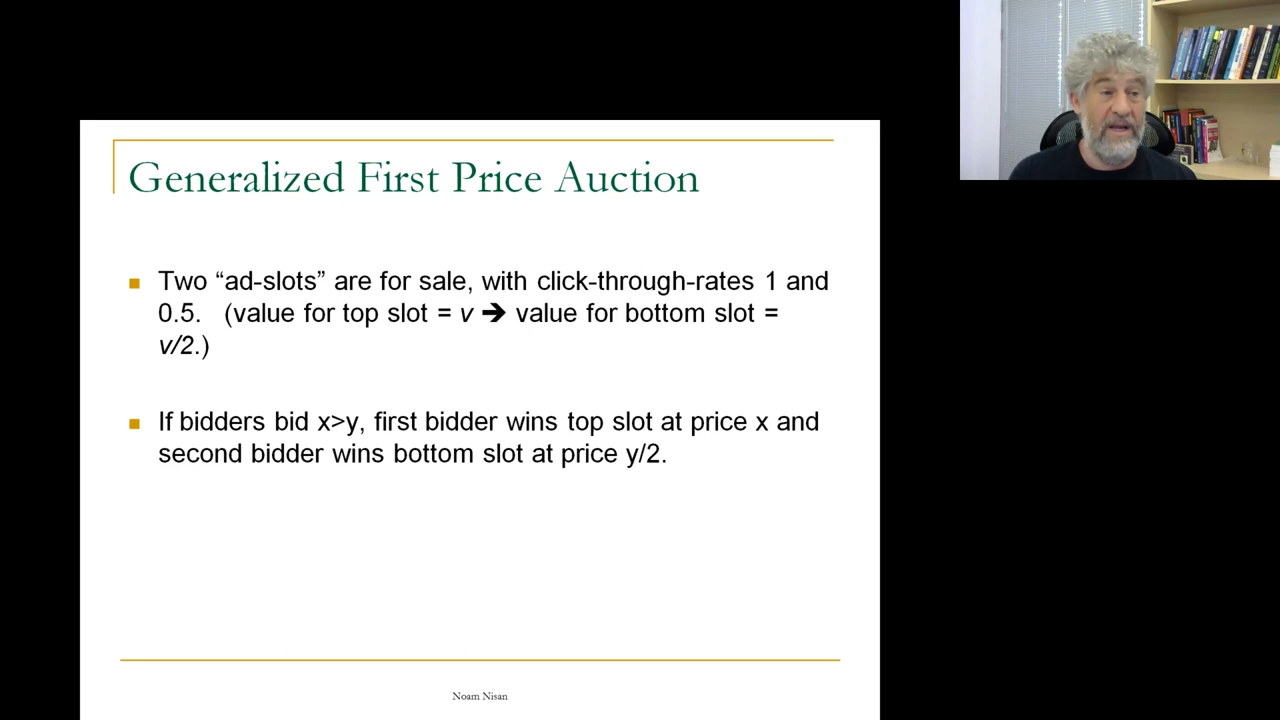 Generalized First Price Auction
■ Two “ad-slots” are for sale, with click-through-rates 1 and
0.5. (value for top slot = v ➔ value for bottom slot =
v/2.)
■ If bidders bid x>y, first bidder wins top slot at price x and
second bidder wins bottom slot at price y/2.
Noam Nisan